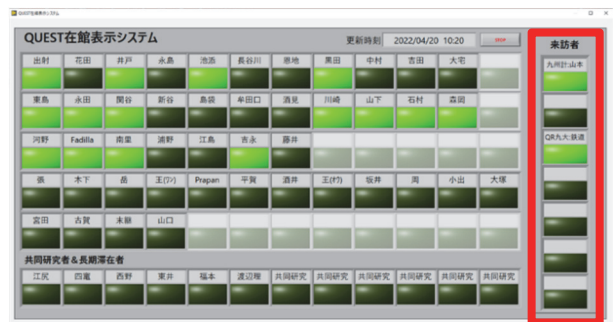 QUEST在館表示システム
QUEST在館表示システム 更新時刻 2022/04/20 10:20 STOP
来訪者
出射 花田 井戸 永島 池添 長谷川 恩地 黒田 中村 吉田 大宅
九州計:山本
東島 永田 関谷 新谷 島袋 牟田口 酒見 川崎 山下 石村 森岡
河野 Fadilla 南里 浦野 江島 吉永 藤井
QR九大:鉄道
張 木下 岳 王(ワン) Prapan 平賀 酒井 王(オウ) 坂井 周 小出 大塚
宮田 古賀 末継 山口
共同研究者&長期滞在者
江尻 四竃 西野 東井 福本 渡辺理 共同研究 共同研究 共同研究 共同研究 共同研究 共同研究